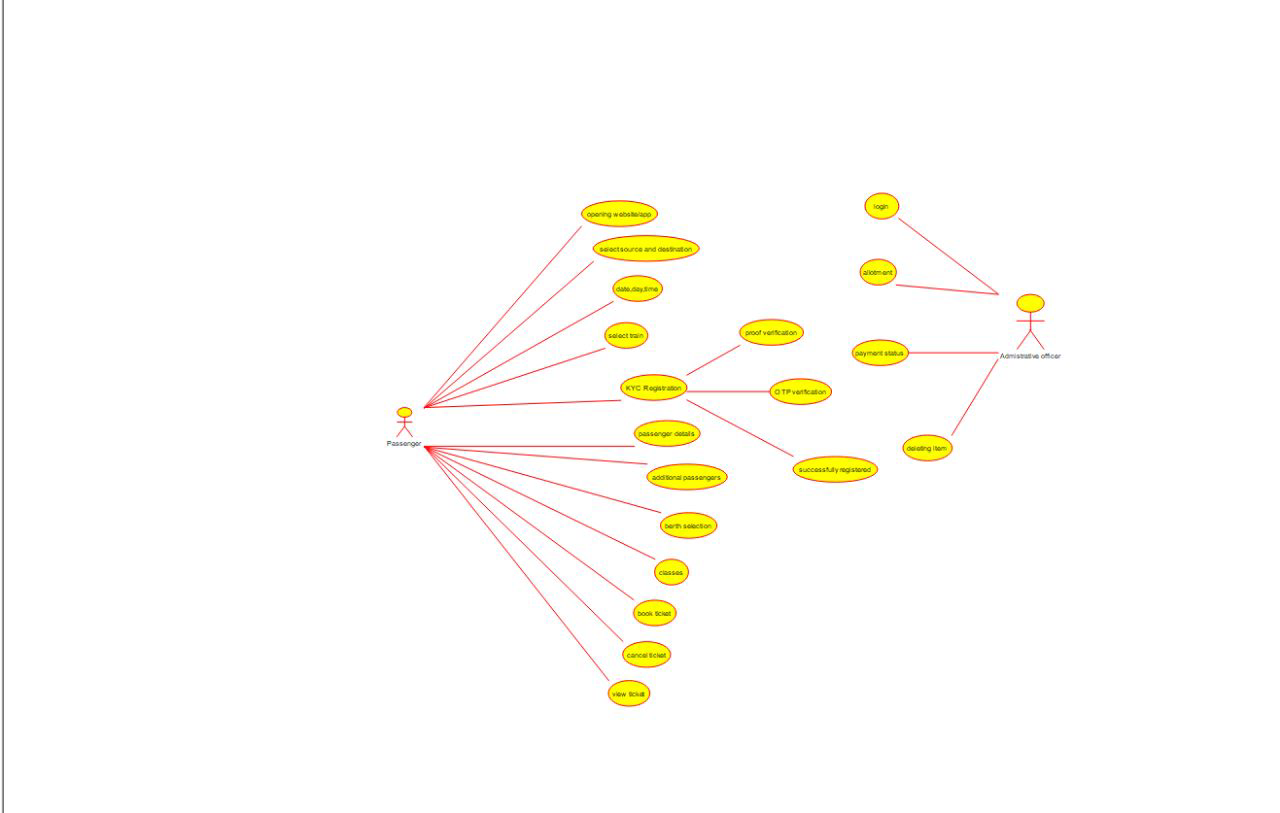 opening website/app
select source and destination
date,day,time
select train
KYC Registration
proof verification
OTP verification
successfully registered
passenger details
additional passengers
berth selection
classes
book ticket
cancel ticket
view ticket
Passenger
login
allotment
payment status
deleting item
Admistrative officer